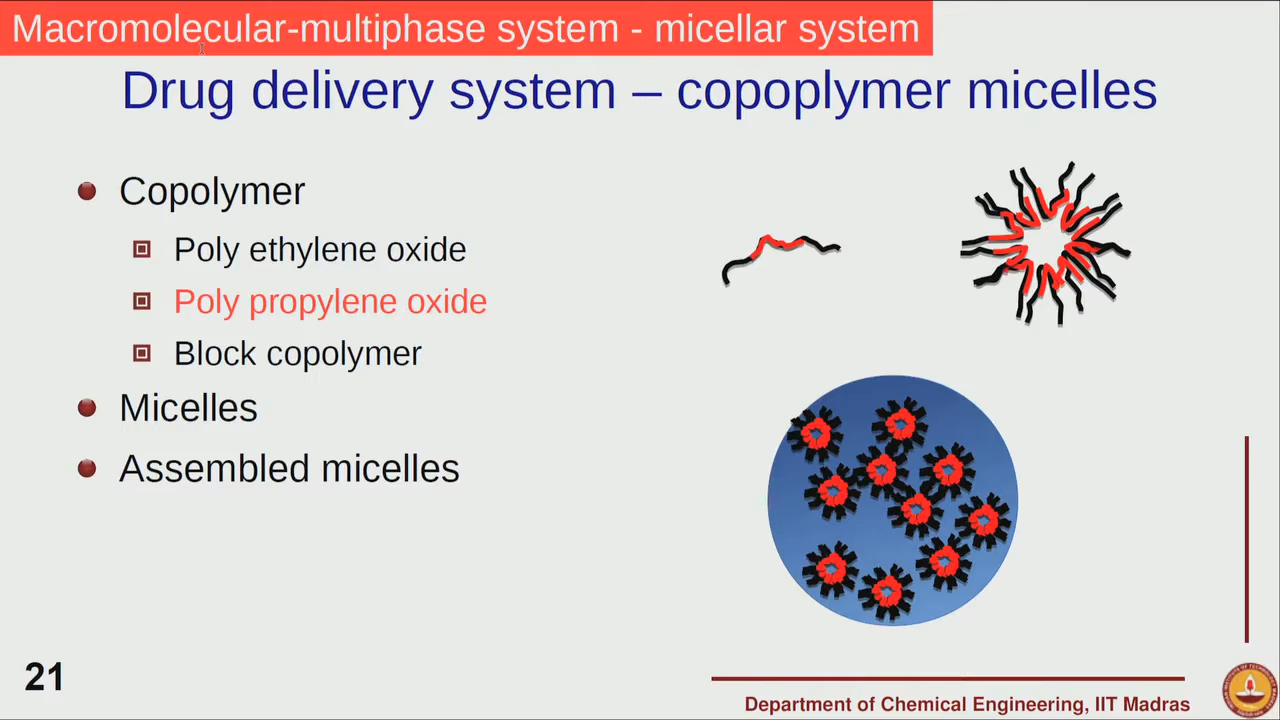 Macromolecular-multiphase system - micellar system
Drug delivery system – copoplymer micelles
Copolymer
Poly ethylene oxide
Poly propylene oxide
Block copolymer
Micelles
Assembled micelles
21
Department of Chemical Engineering, IIT Madras